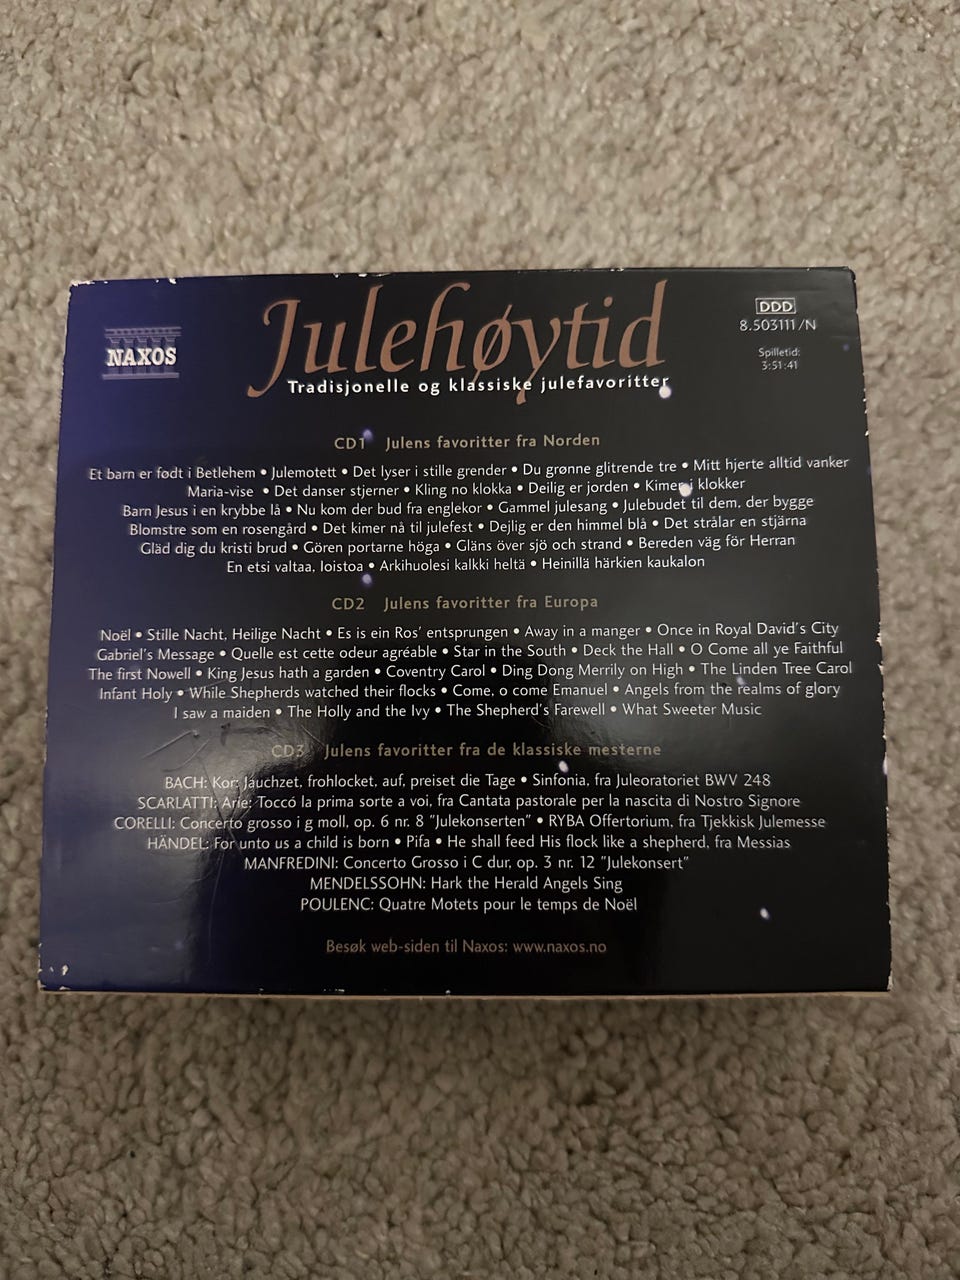 NAXOS
Julehøytid
Tradisjonelle og klassiske julefavoritter
DDD
8.503111/N
Spilletid:
3:51:41
CD1 Julens favoritter fra Norden
Et barn er født i Betlehem • Julemotett • Det lyser i stille grender • Du grønne glitrende tre • Mitt hjerte alltid vanker
Maria-vise • Det danser stjerner • Kling no klokka • Deilig er jorden • Kimer i klokker
Barn Jesus i en krybbe lå • Nu kom der bud fra englekor • Gammel julesang • Julebudet til dem, der bygge
Blomstre som en rosengård • Det kimer nå til julefest • Dejlig er den himmel blå • Det strålar en stjärna
Gläd dig du kristi brud • Gören portarne höga • Gläns över sjö och strand • Bereden väg för Herran
En etsi valtaa, loistoa • Arkihuolesi kalkki heltä • Heinillä härkien kaukalon
CD2 Julens favoritter fra Europa
Noël • Stille Nacht, Heilige Nacht • Es is ein Ros' entsprungen • Away in a manger • Once in Royal David's City
Gabriel's Message • Quelle est cette odeur agréable • Star in the South • Deck the Hall • O Come all ye Faithful
The first Nowell • King Jesus hath a garden • Coventry Carol • Ding Dong Merrily on High • The Linden Tree Carol
Infant Holy • While Shepherds watched their flocks • Come, o come Emanuel • Angels from the realms of glory
I saw a maiden • The Holly and the Ivy • The Shepherd's Farewell • What Sweeter Music
CD3 Julens favoritter fra de klassiske mesterne
BACH: Kor: Jauchzet, frohlocket, auf, preiset die Tage • Sinfonia, fra Juleoratoriet BWV 248
SCARLATTI: Arie: Toccó la prima sorte a voi, fra Cantata pastorale per la nascita di Nostro Signore
CORELLI: Concerto grosso i g moll, op. 6 nr. 8 "Julekonserten" • RYBA Offertorium, fra Tjekkisk Julemesse
HÄNDEL: For unto us a child is born • Pifa • He shall feed His flock like a shepherd, fra Messias
MANFREDINI: Concerto Grosso i C dur, op. 3 nr. 12 "Julekonsert"
MENDELSSOHN: Hark the Herald Angels Sing
POULENC: Quatre Motets pour le temps de Noël
Besøk web-siden til Naxos: www.naxos.no